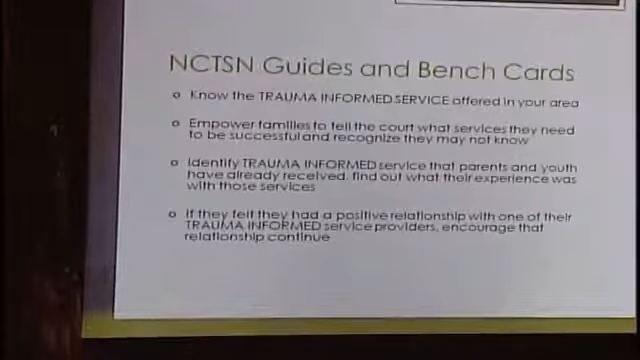 NCTSN Guides and Bench Cards
o Know the TRAUMA INFORMED SERVICE offered in your area
o Empower families to tell the court what services they need
to be successful and recognize they may not know
o Identify TRAUMA INFORMED service that parents and youth
have already received, find out what their experience was
with those services
o If they felt they had a positive relationship with one of their
TRAUMA INFORMED service providers, encourage that
relationship continue